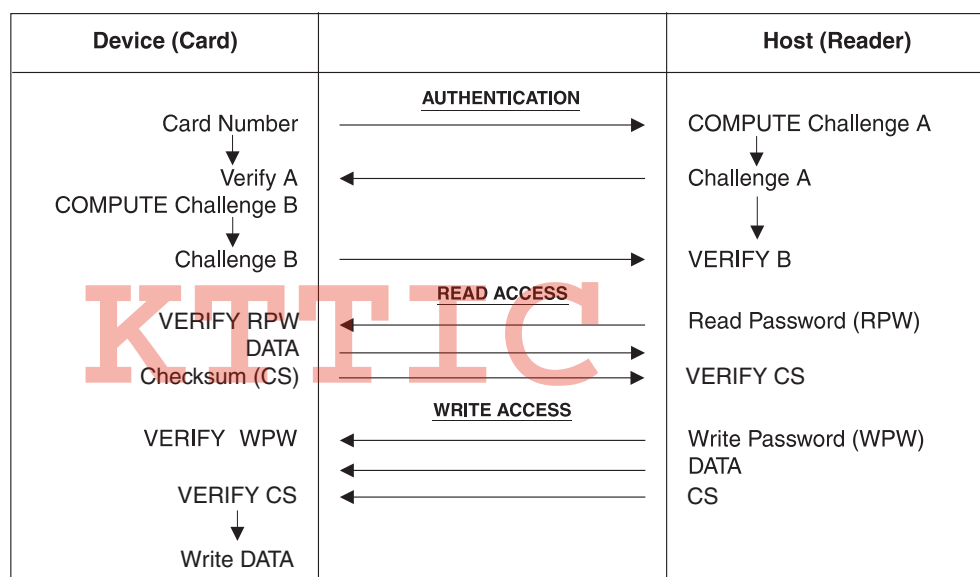 Device (Card) Host (Reader)
AUTHENTICATION
Card Number COMPUTE Challenge A
Verify A Challenge A
COMPUTE Challenge B
Challenge B VERIFY B
READ ACCESS
KTTIC
VERIFY RPW Read Password (RPW)
DATA
Checksum (CS) VERIFY CS
WRITE ACCESS
VERIFY WPW Write Password (WPW)
DATA
VERIFY CS CS
Write DATA